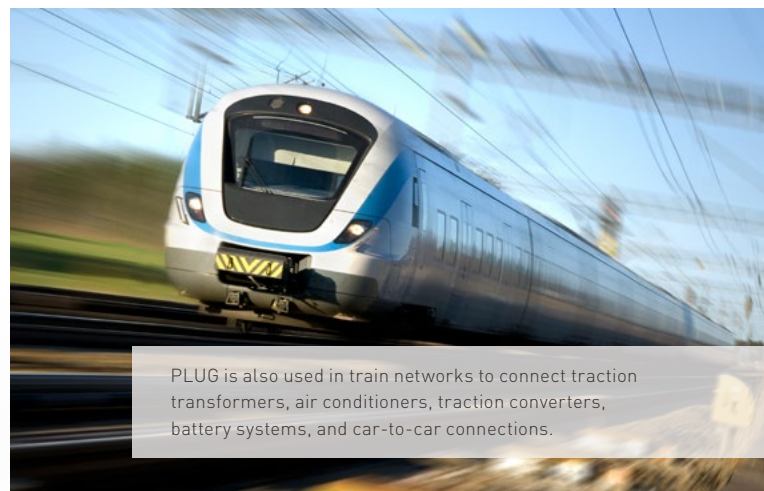 PLUG is also used in train networks to connect traction
transformers, air conditioners, traction converters,
battery systems, and car-to-car connections.